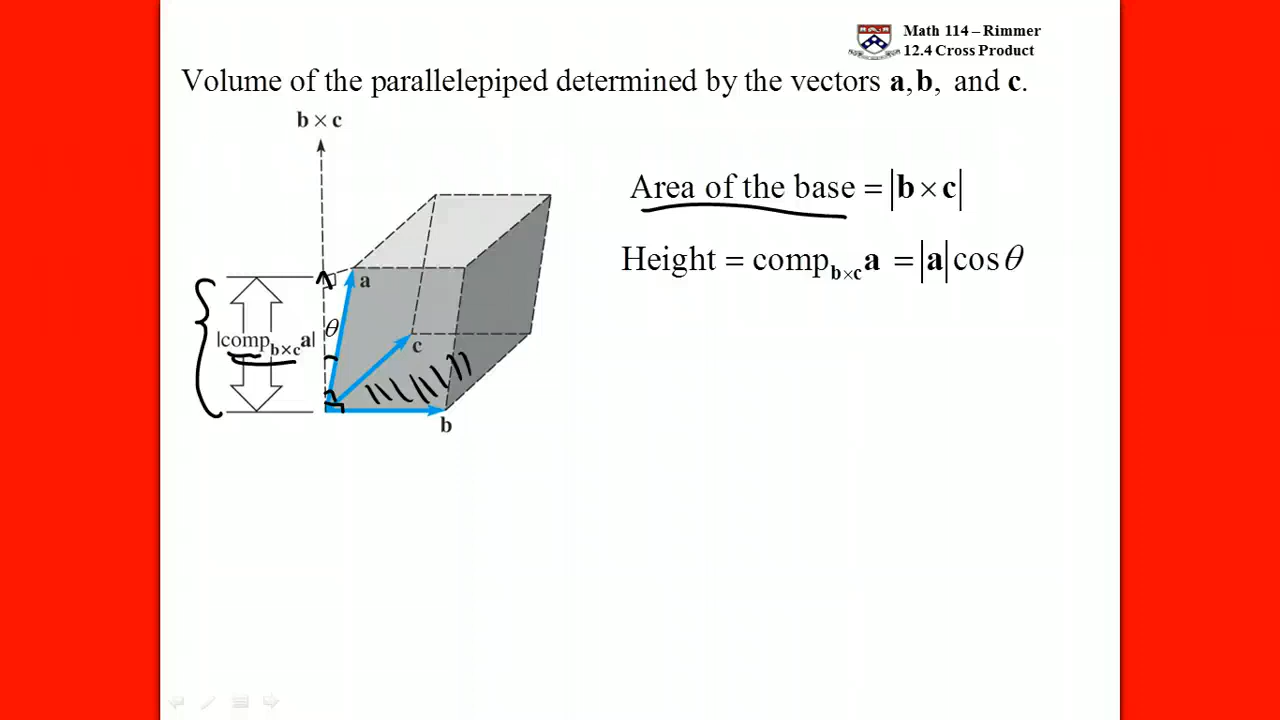 Math 114 – Rimmer
12.4 Cross Product
Volume of the parallelepiped determined by the vectors a, b, and c.
b × c
Area of the base = |b × c|
Height = comp_{b×c} a = |a| cos θ
a
θ
|comp_{b×c} a|
c
b